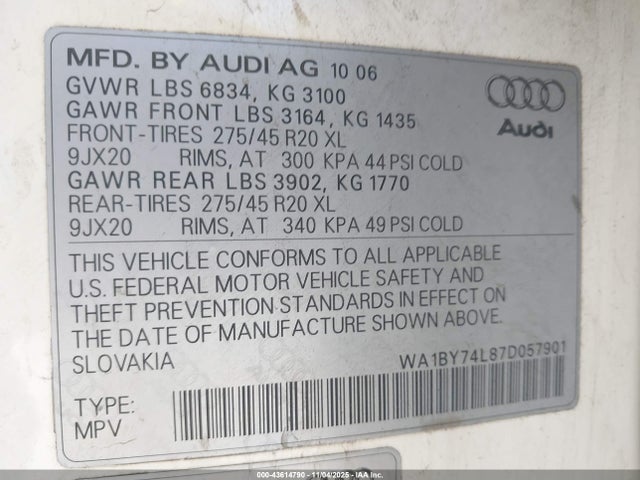 MFD. BY AUDI AG 10 06
GVWR LBS 6834, KG 3100
GAWR FRONT LBS 3164, KG 1435
FRONT-TIRES 275/45 R20 XL
9JX20 RIMS, AT 300 KPA 44 PSI COLD
GAWR REAR LBS 3902, KG 1770
REAR-TIRES 275/45 R20 XL
9JX20 RIMS, AT 340 KPA 49 PSI COLD
Audi
THIS VEHICLE CONFORMS TO ALL APPLICABLE
U.S. FEDERAL MOTOR VEHICLE SAFETY AND
THEFT PREVENTION STANDARDS IN EFFECT ON
THE DATE OF MANUFACTURE SHOWN ABOVE.
SLOVAKIA WA1BY74L87D057901
TYPE:
MPV
000-43614790 - 11/04/2025 - IAAI.com